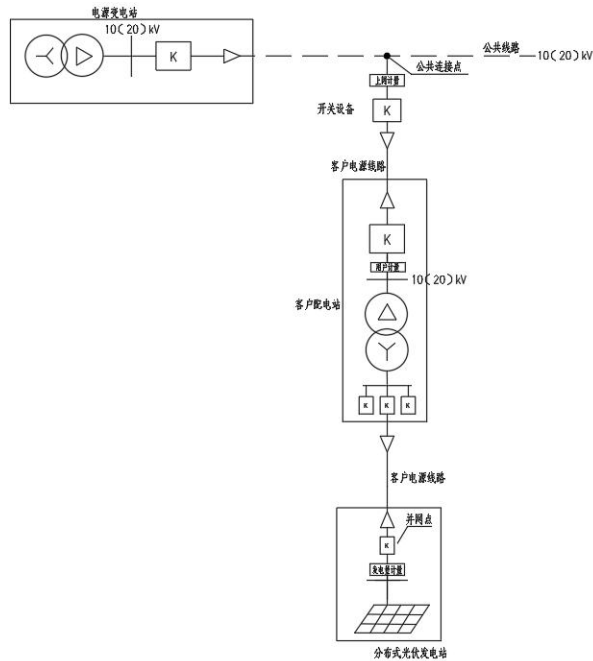 电源变电站
10(20)kV
K
公共线路
10(20)kV
公共连接点
上网计量
开关设备
K
客户电源线路
K
用户计量
10(20)kV
客户配电站
K K K
客户电源线路
并网点
K
发电量计量
分布式光伏发电站